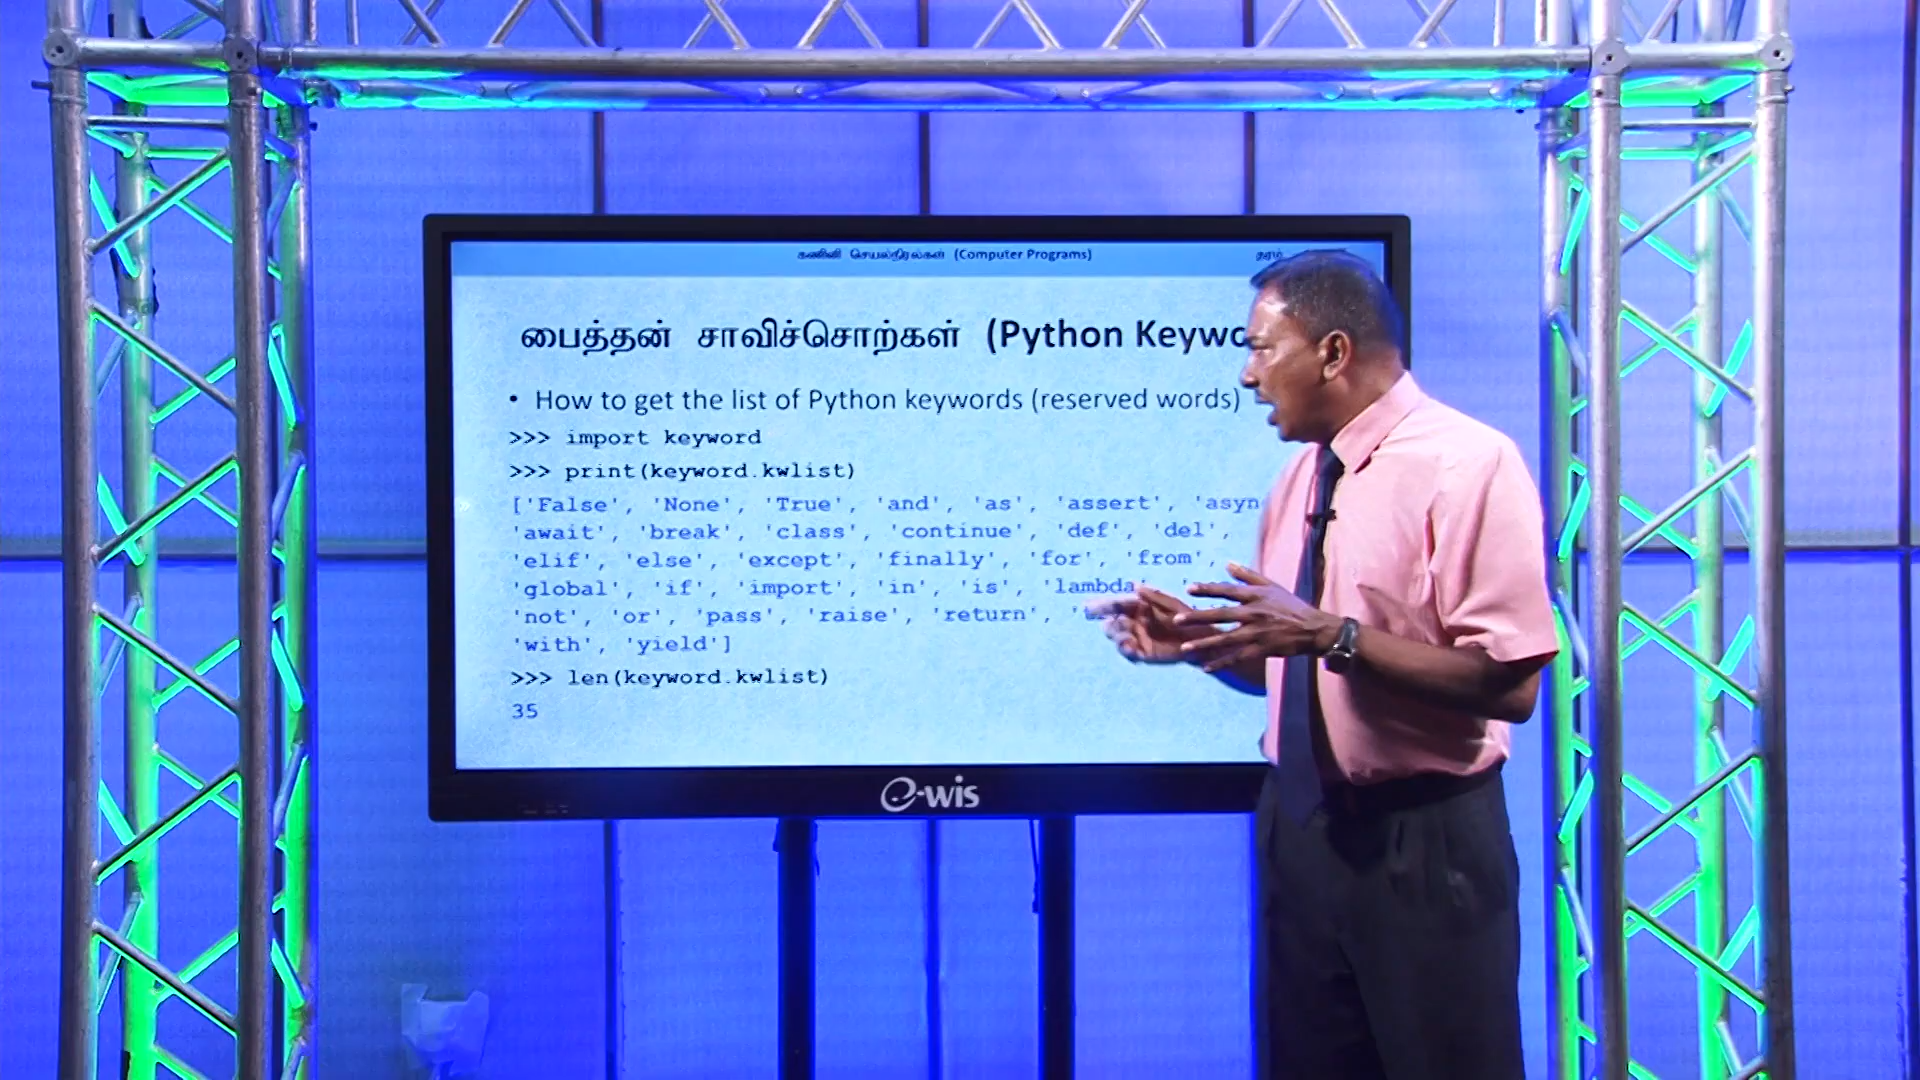 கணினி செயல்நிரல்கள் (Computer Programs) தரம்
பைத்தன் சாவிச்சொற்கள் (Python Keywo
• How to get the list of Python keywords (reserved words)
>>> import keyword
>>> print(keyword.kwlist)
['False', 'None', 'True', 'and', 'as', 'assert', 'asyn
'await', 'break', 'class', 'continue', 'def', 'del',
'elif', 'else', 'except', 'finally', 'for', 'from',
'global', 'if', 'import', 'in', 'is', 'lambda',
'not', 'or', 'pass', 'raise', 'return',
'with', 'yield']
>>> len(keyword.kwlist)
35
e-wis